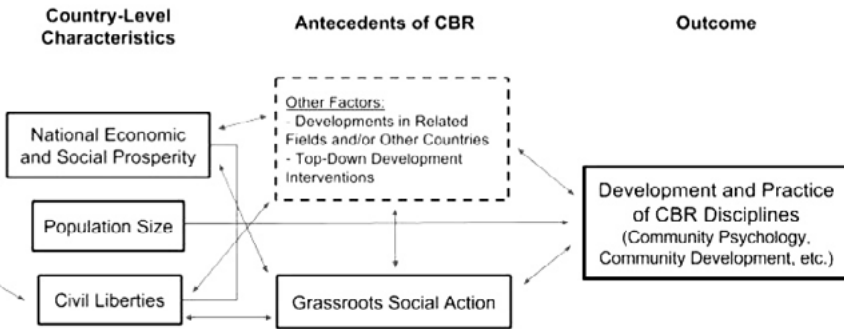 Country-Level
Characteristics
Antecedents of CBR
Outcome
National Economic
and Social Prosperity
Population Size
Civil Liberties
Other Factors:
- Developments in Related
Fields and/or Other Countries
- Top-Down Development
Interventions
Grassroots Social Action
Development and Practice
of CBR Disciplines
(Community Psychology,
Community Development, etc.)